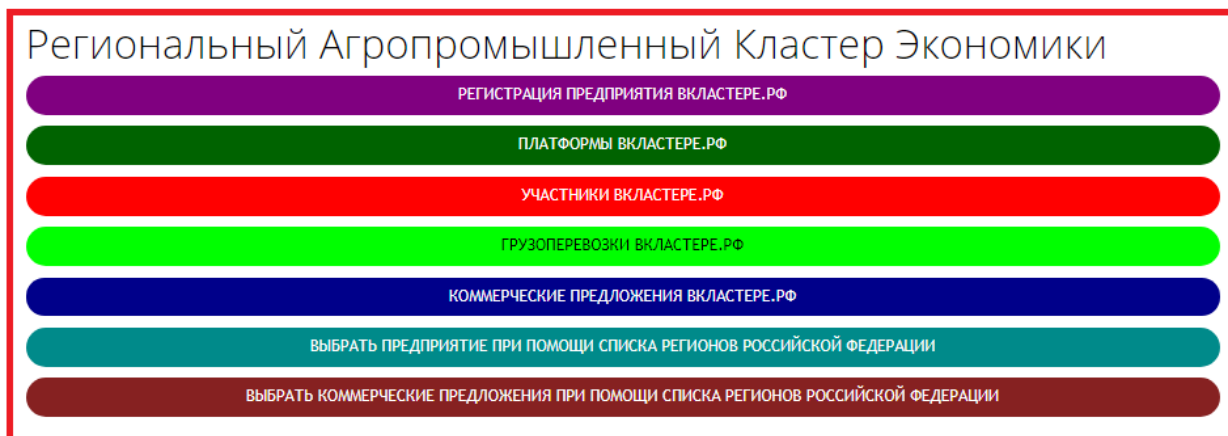 Региональный Агропромышленный Кластер Экономики
РЕГИСТРАЦИЯ ПРЕДПРИЯТИЯ ВКЛАСТЕРЕ.РФ
ПЛАТФОРМЫ ВКЛАСТЕРЕ.РФ
УЧАСТНИКИ ВКЛАСТЕРЕ.РФ
ГРУЗОПЕРЕВОЗКИ ВКЛАСТЕРЕ.РФ
КОММЕРЧЕСКИЕ ПРЕДЛОЖЕНИЯ ВКЛАСТЕРЕ.РФ
ВЫБРАТЬ ПРЕДПРИЯТИЕ ПРИ ПОМОЩИ СПИСКА РЕГИОНОВ РОССИЙСКОЙ ФЕДЕРАЦИИ
ВЫБРАТЬ КОММЕРЧЕСКИЕ ПРЕДЛОЖЕНИЯ ПРИ ПОМОЩИ СПИСКА РЕГИОНОВ РОССИЙСКОЙ ФЕДЕРАЦИИ